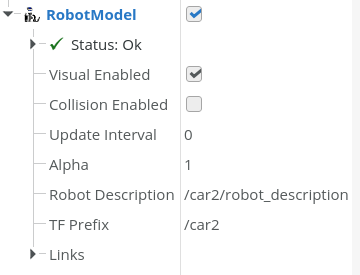 RobotModel
Status: Ok
Visual Enabled
Collision Enabled
Update Interval 0
Alpha 1
Robot Description /car2/robot_description
TF Prefix /car2
Links